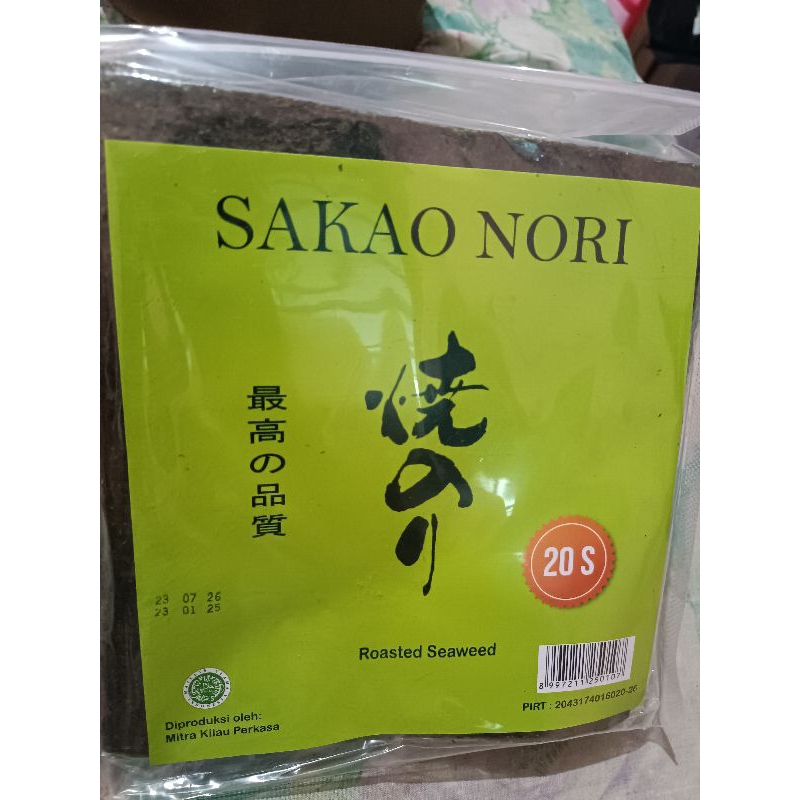 SAKAO NORI
最高の品質
焼のり
20 S
23 07 26
23 01 25
Roasted Seaweed
PIRT : 2043174016020-26
Diproduksi oleh:
Mitra Kilau Perkasa